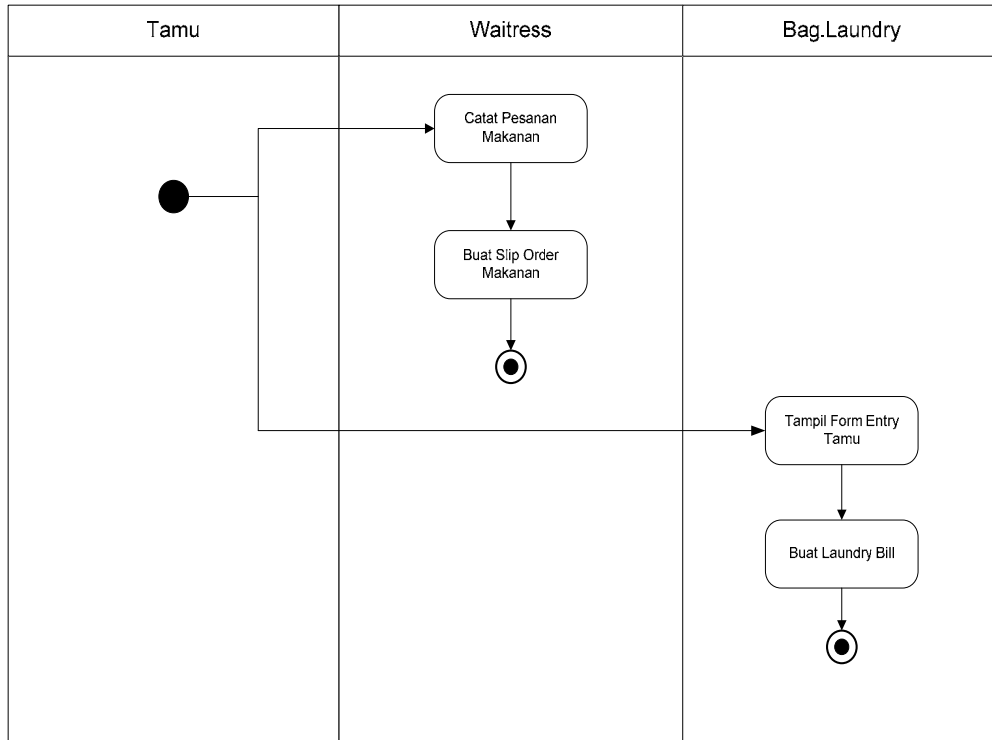 Tamu
Waitress
Bag.Laundry
Catat Pesanan
Makanan
Buat Slip Order
Makanan
Tampil Form Entry
Tamu
Buat Laundry Bill